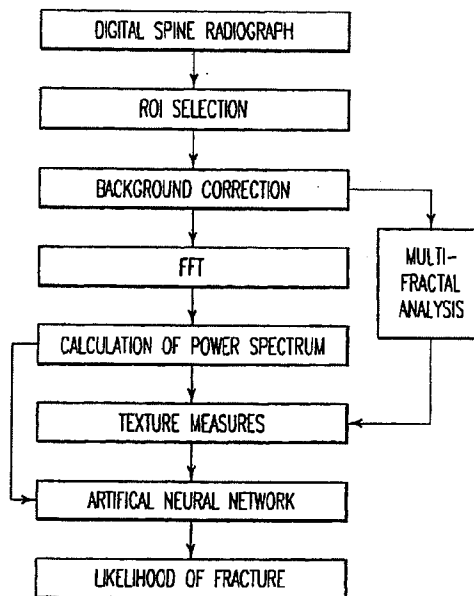 DIGITAL SPINE RADIOGRAPH
ROI SELECTION
BACKGROUND CORRECTION
FFT
MULTI-
FRACTAL
ANALYSIS
CALCULATION OF POWER SPECTRUM
TEXTURE MEASURES
ARTIFICAL NEURAL NETWORK
LIKELIHOOD OF FRACTURE